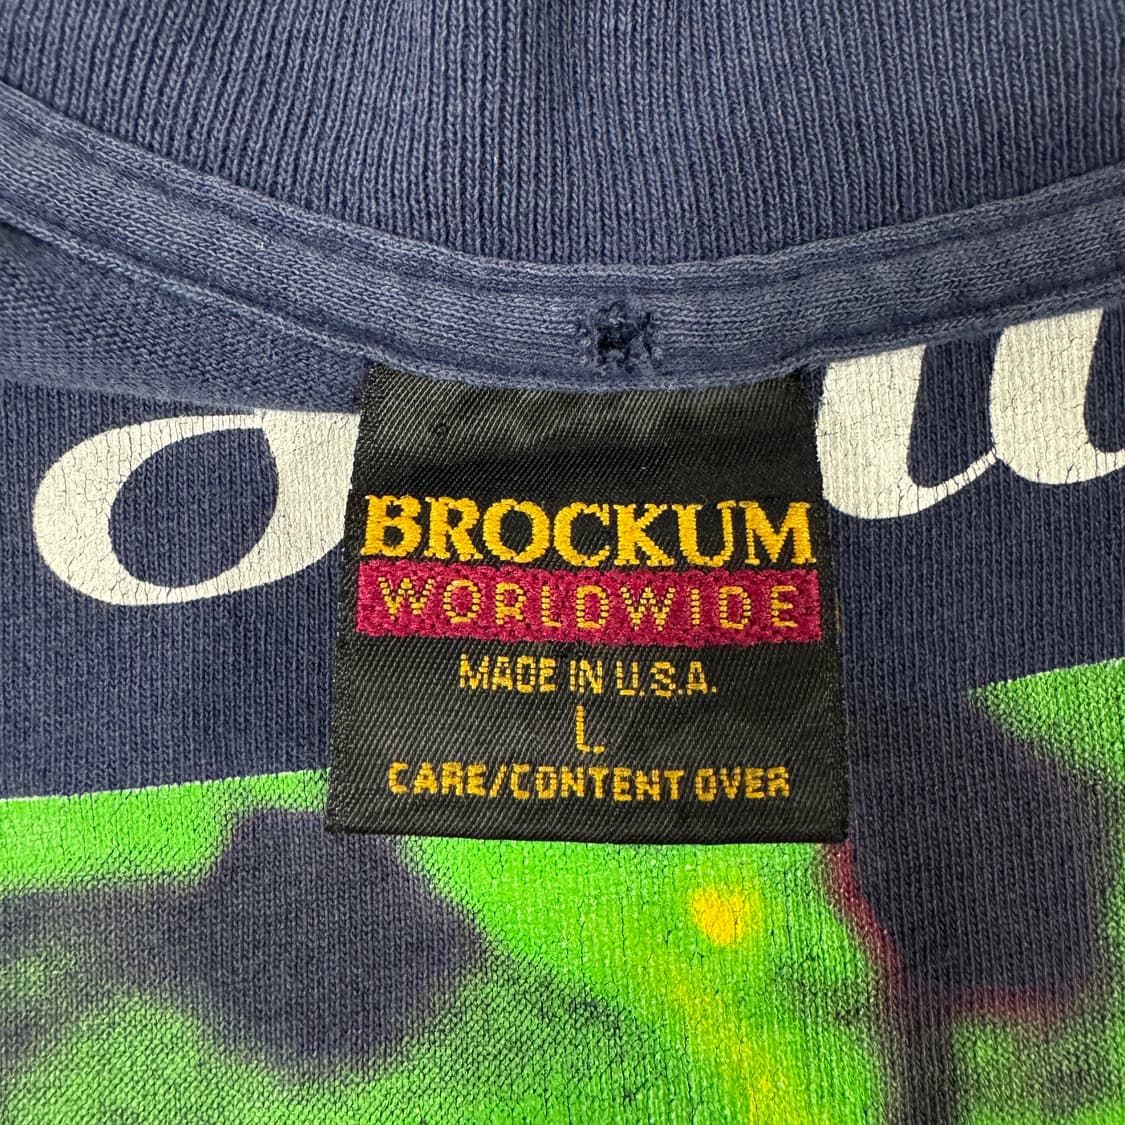 BROCKUM
WORLDWIDE
MADE IN U.S.A.
L
CARE/CONTENT OVER